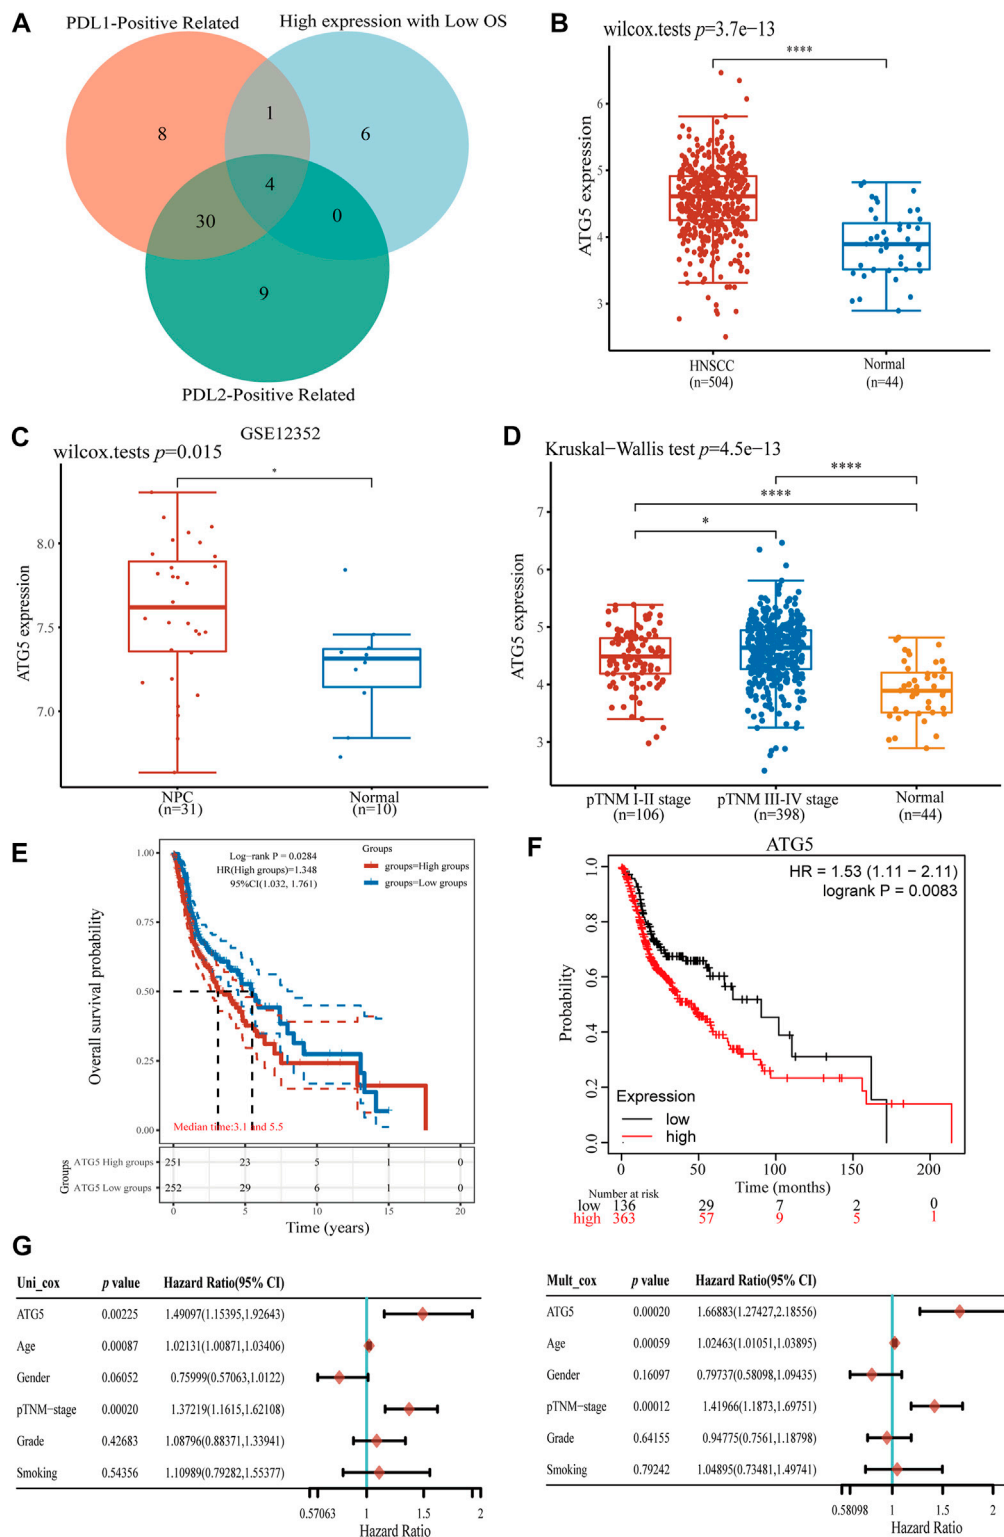 A
PDL1-Positive Related
High expression with Low OS
8
1
6
4
30
0
9
PDL2-Positive Related
B
wilcox.tests p=3.7e−13
****
ATG5 expression
6
5
4
3
HNSCC
(n=504)
Normal
(n=44)
C
GSE12352
wilcox.tests p=0.015
*
ATG5 expression
8.0
7.5
7.0
NPC
(n=31)
Normal
(n=10)
D
Kruskal−Wallis test p=4.5e−13
****
****
*
ATG5 expression
7
6
5
4
3
pTNM I-II stage
(n=106)
pTNM III-IV stage
(n=398)
Normal
(n=44)
E
Log−rank P = 0.0284
HR(High groups)=1.348
95%CI(1.032, 1.761)
Groups
groups=High groups
groups=Low groups
Overall survival probability
1.00
0.75
0.50
0.25
0.00
Median time:3.1 and 5.5
Groups
ATG5 High groups 251 23 5 1 0
ATG5 Low groups 252 29 6 1 0
0 5 10 15 20
Time (years)
F
ATG5
HR = 1.53 (1.11 − 2.11)
logrank P = 0.0083
Probability
1.0
0.8
0.6
0.4
0.2
0.0
Expression
low
high
0 50 100 150 200
Time (months)
Number at risk
low 136 29 7 2 0
high 363 57 9 5 1
G
Uni_cox p value Hazard Ratio(95% CI)
ATG5 0.00225 1.49097(1.15395,1.92643)
Age 0.00087 1.02131(1.00871,1.03406)
Gender 0.06052 0.75999(0.57063,1.0122)
pTNM−stage 0.00020 1.37219(1.1615,1.62108)
Grade 0.42683 1.08796(0.88371,1.33941)
Smoking 0.54356 1.10989(0.79282,1.55377)
0.57063 1 1.5 2
Hazard Ratio
Mult_cox p value Hazard Ratio(95% CI)
ATG5 0.00020 1.66883(1.27427,2.18556)
Age 0.00059 1.02463(1.01051,1.03895)
Gender 0.16097 0.79737(0.58098,1.09435)
pTNM−stage 0.00012 1.41966(1.1873,1.69751)
Grade 0.64155 0.94775(0.7561,1.18798)
Smoking 0.79242 1.04895(0.73481,1.49741)
0.58098 1 1.5 2
Hazard Ratio